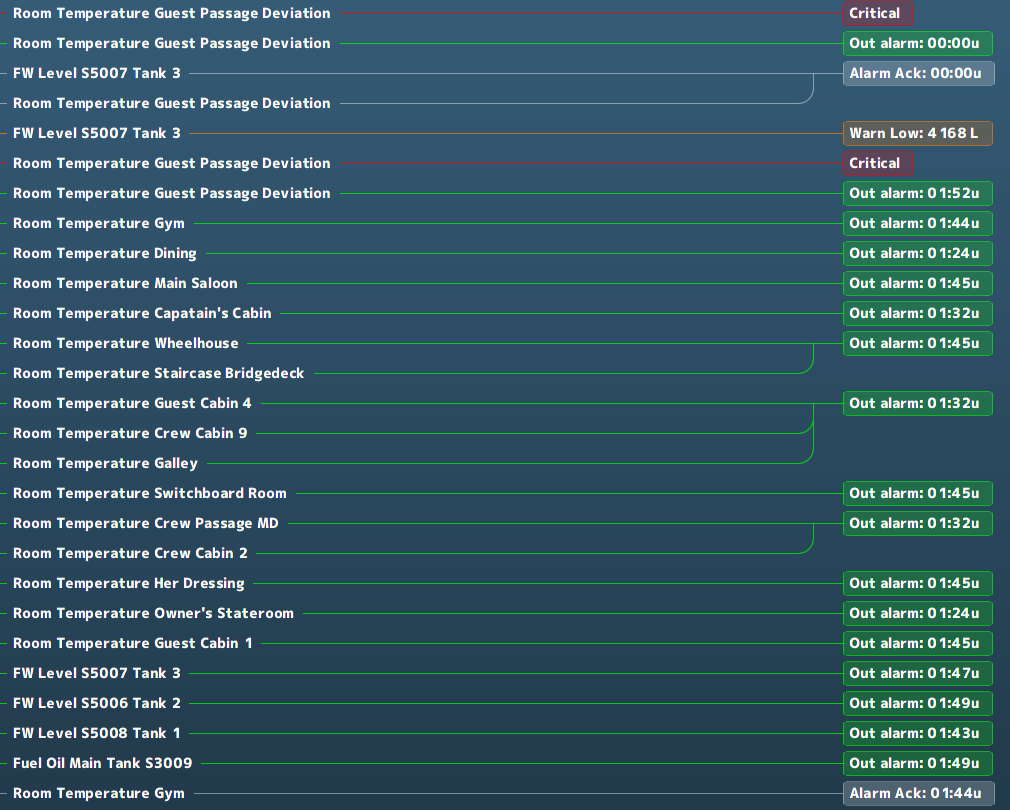 Room Temperature Guest Passage Deviation Critical
Room Temperature Guest Passage Deviation Out alarm: 00:00u
FW Level S5007 Tank 3 Alarm Ack: 00:00u
Room Temperature Guest Passage Deviation
FW Level S5007 Tank 3 Warn Low: 4 168 L
Room Temperature Guest Passage Deviation Critical
Room Temperature Guest Passage Deviation Out alarm: 01:52u
Room Temperature Gym Out alarm: 01:44u
Room Temperature Dining Out alarm: 01:24u
Room Temperature Main Saloon Out alarm: 01:45u
Room Temperature Capatain's Cabin Out alarm: 01:32u
Room Temperature Wheelhouse Out alarm: 01:45u
Room Temperature Staircase Bridgedeck
Room Temperature Guest Cabin 4 Out alarm: 01:32u
Room Temperature Crew Cabin 9
Room Temperature Galley
Room Temperature Switchboard Room Out alarm: 01:45u
Room Temperature Crew Passage MD Out alarm: 01:32u
Room Temperature Crew Cabin 2
Room Temperature Her Dressing Out alarm: 01:45u
Room Temperature Owner's Stateroom Out alarm: 01:24u
Room Temperature Guest Cabin 1 Out alarm: 01:45u
FW Level S5007 Tank 3 Out alarm: 01:47u
FW Level S5006 Tank 2 Out alarm: 01:49u
FW Level S5008 Tank 1 Out alarm: 01:43u
Fuel Oil Main Tank S3009 Out alarm: 01:49u
Room Temperature Gym Alarm Ack: 01:44u